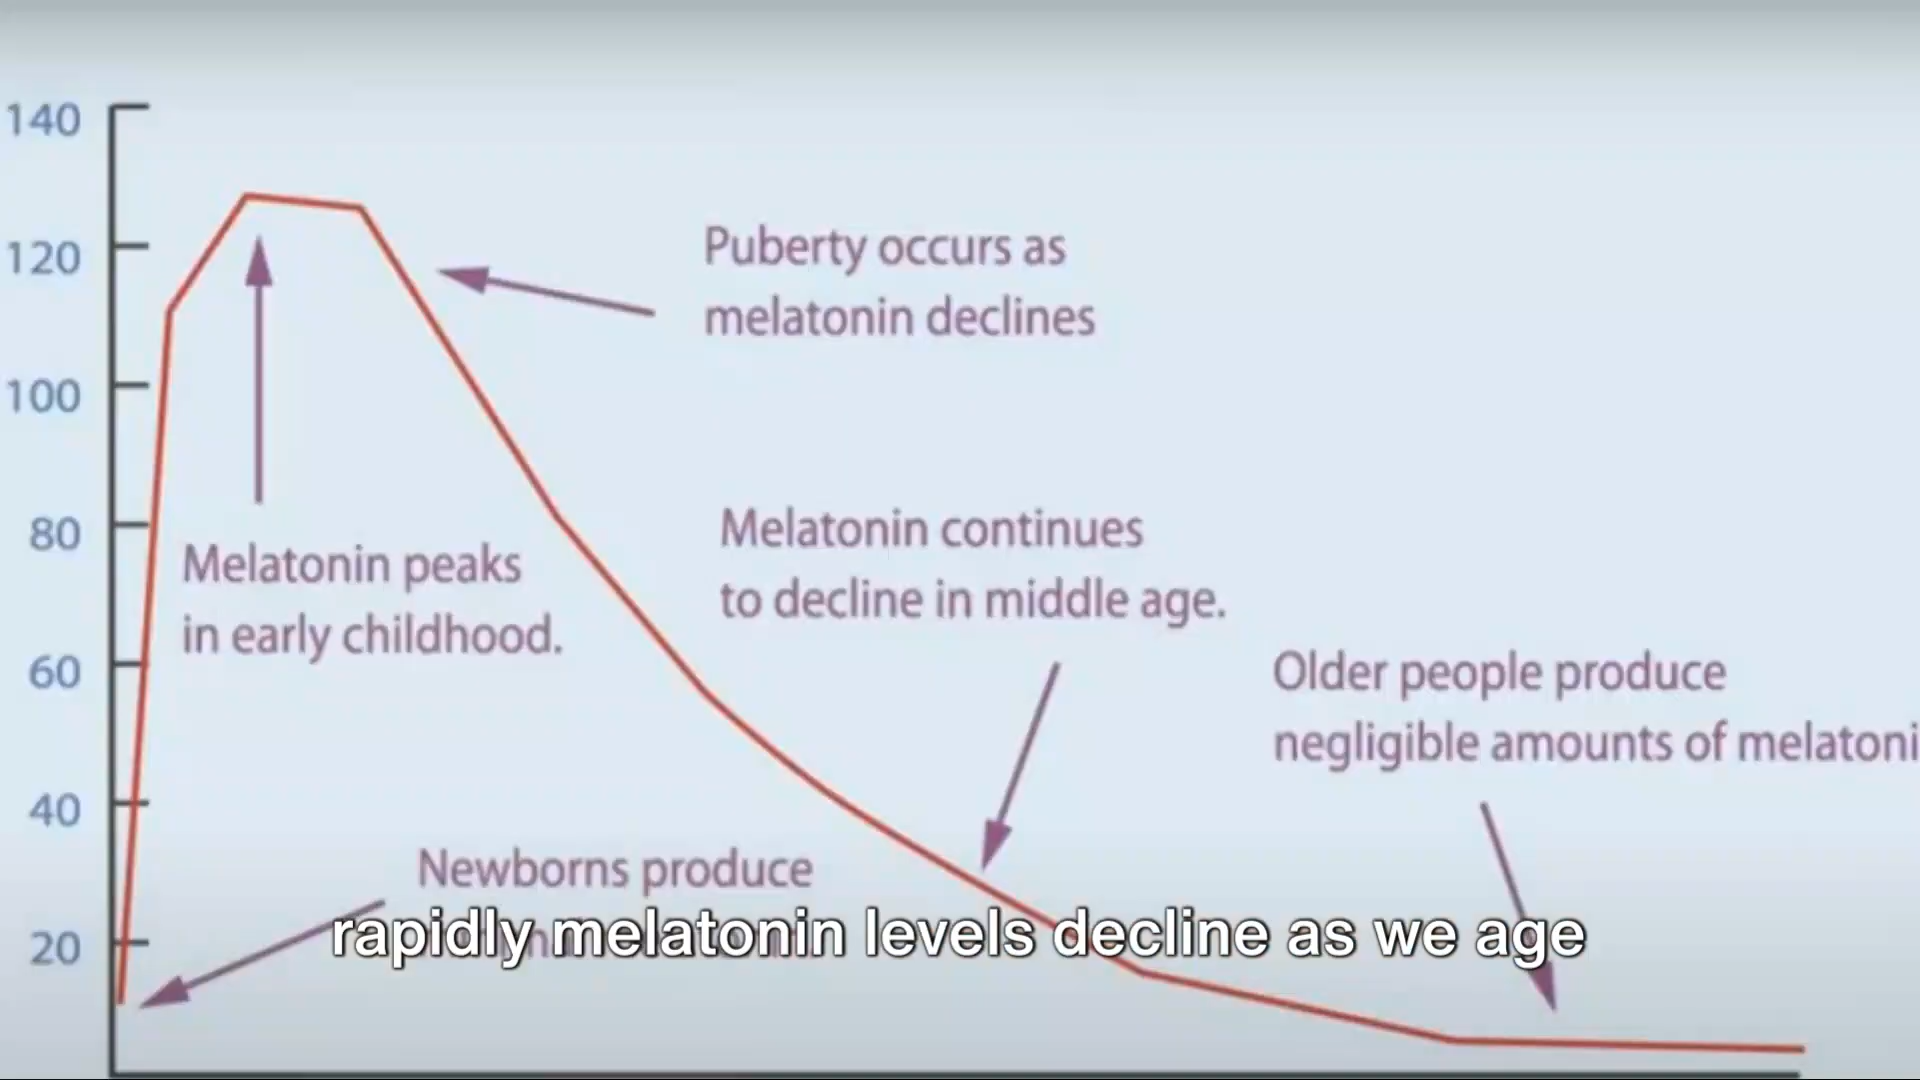 140
120
100
80
60
40
20
Puberty occurs as
melatonin declines
Melatonin peaks
in early childhood.
Melatonin continues
to decline in middle age.
Older people produce
negligible amounts of melatoni
Newborns produce
rapidly melatonin levels decline as we age